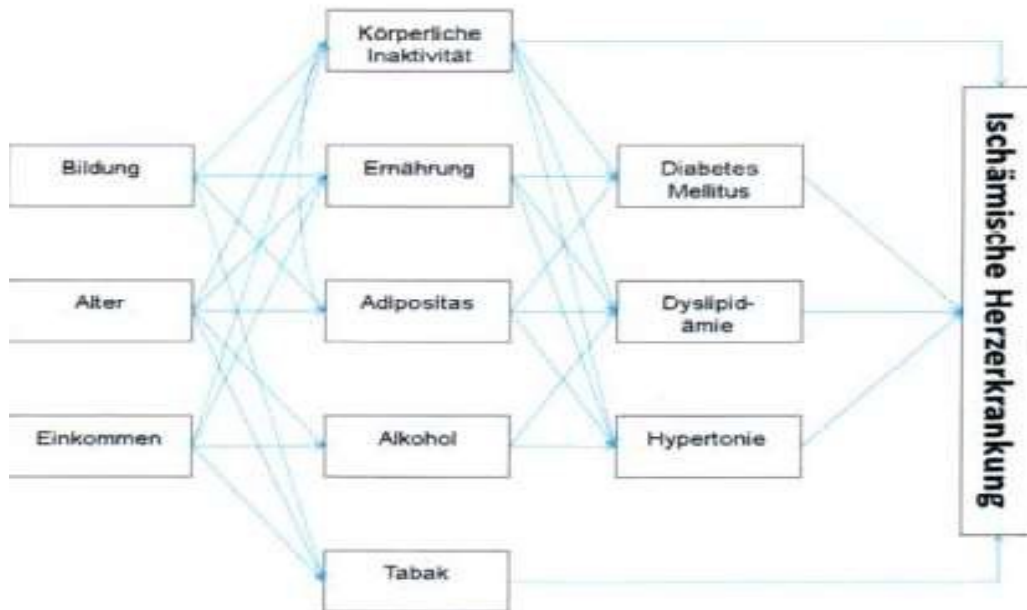 Körperliche
Inaktivität
Bildung
Ernährung
Diabetes
Mellitus
Alter
Adipositas
Dyslipid-
ämie
Einkommen
Alkohol
Hypertonie
Tabak
Ischämische Herzerkrankung